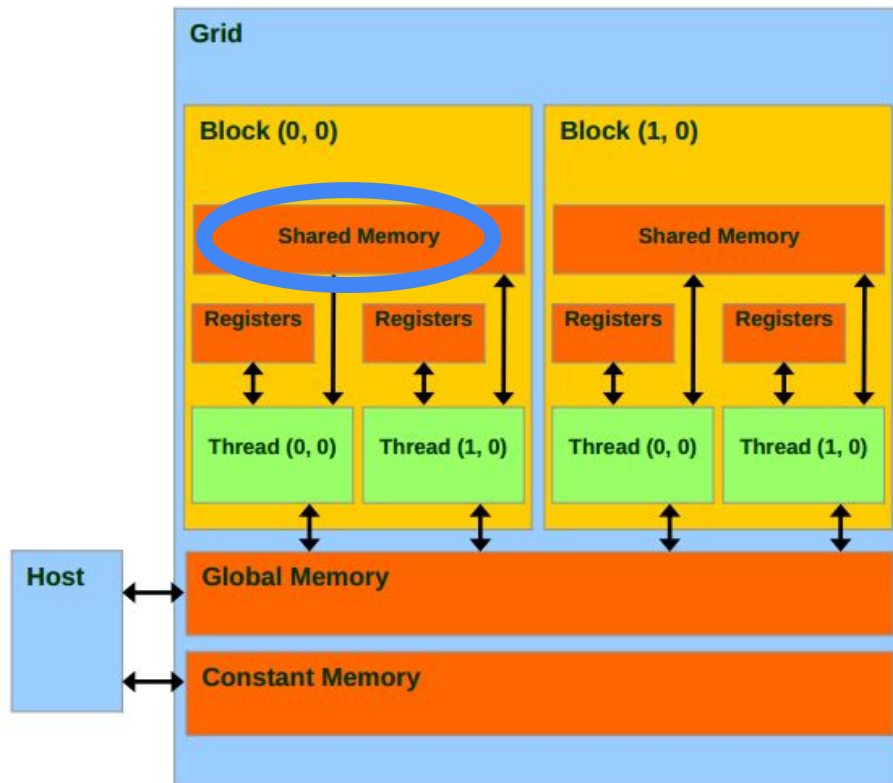 Grid
Block (0, 0)
Block (1, 0)
Shared Memory
Shared Memory
Registers
Registers
Registers
Registers
Thread (0, 0)
Thread (1, 0)
Thread (0, 0)
Thread (1, 0)
Host
Global Memory
Constant Memory